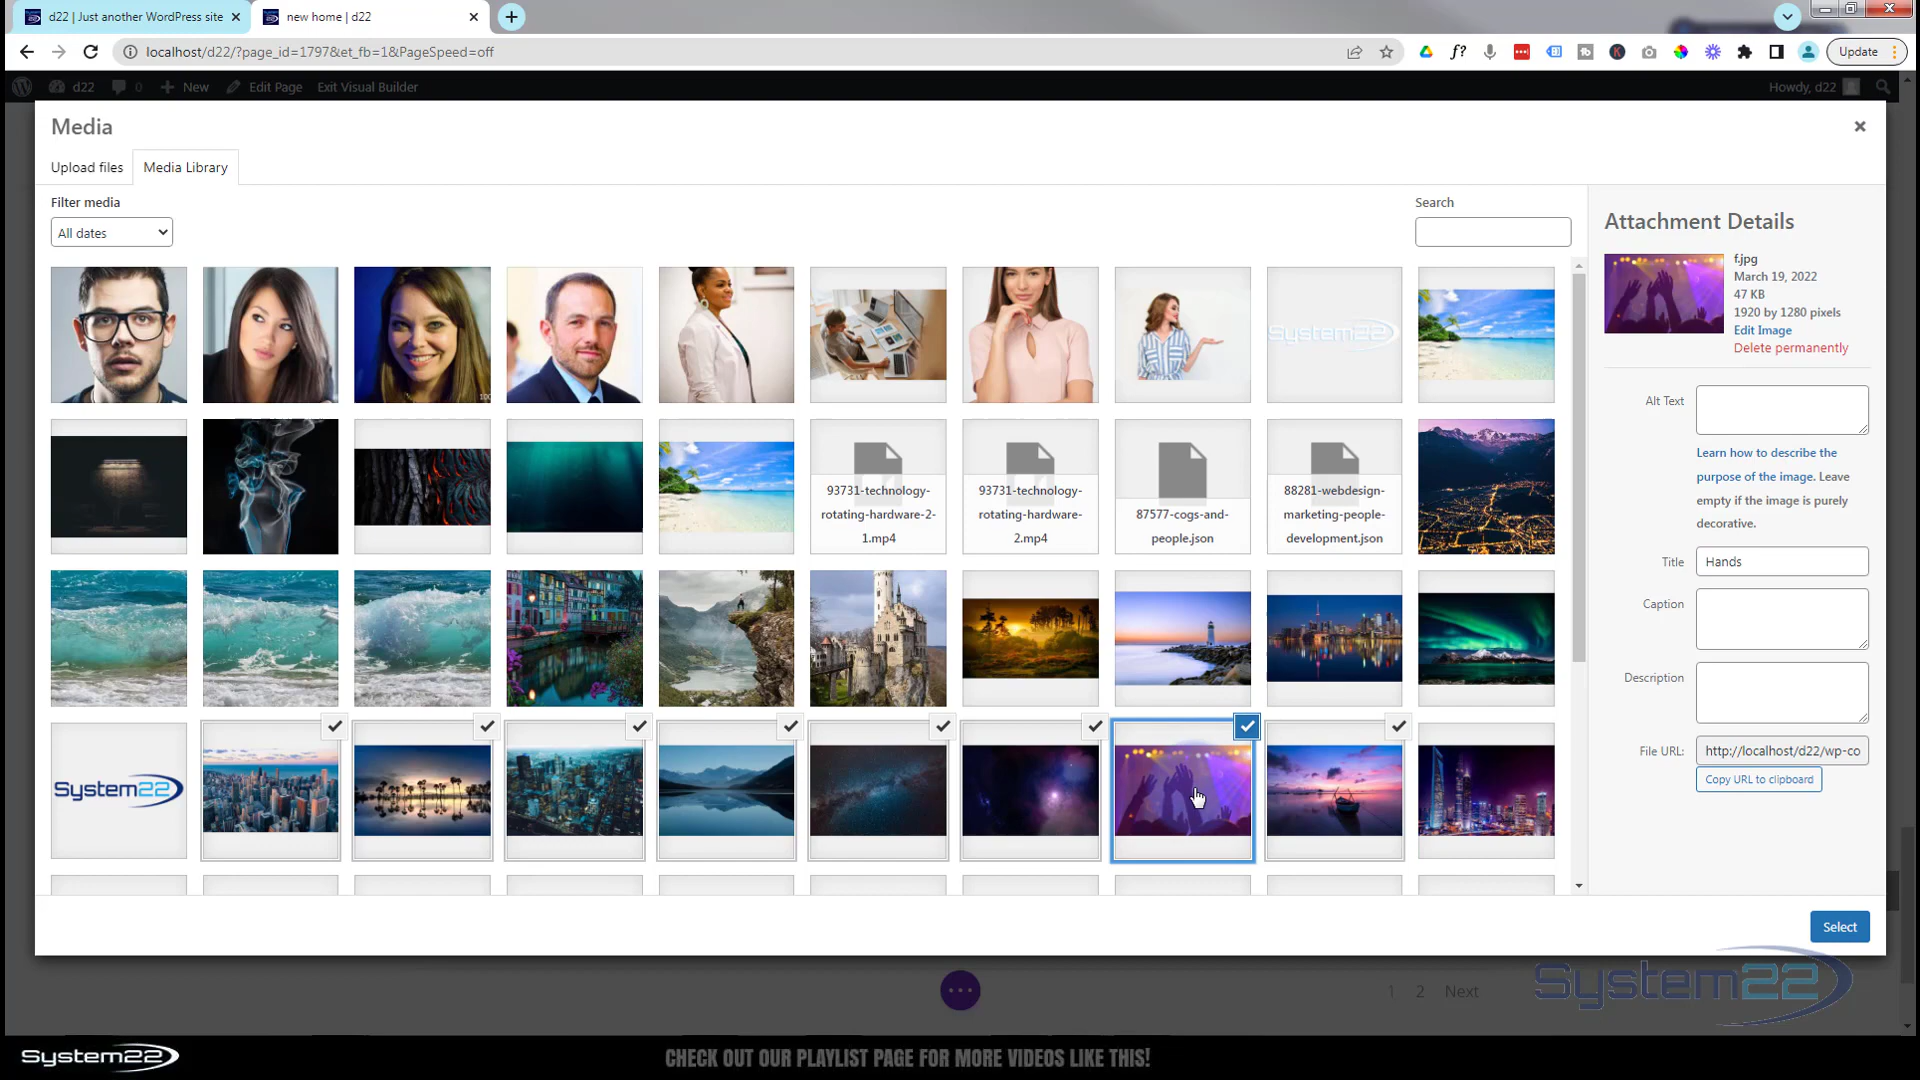 d22 | Just another WordPress site
new home | d22
localhost/d22/?page_id=1797&et_fb=1&PageSpeed=off
Update
d22
0
New
Edit Page
Exit Visual Builder
Howdy, d22
Media
Upload files
Media Library
Filter media
All dates
Search
System22
93731-technology-
rotating-hardware-2-
1.mp4
93731-technology-
rotating-hardware-
2.mp4
87577-cogs-and-
people.json
88281-webdesign-
marketing-people-
development.json
System22
Attachment Details
f.jpg
March 19, 2022
47 KB
1920 by 1280 pixels
Edit Image
Delete permanently
Alt Text
Learn how to describe the
purpose of the image. Leave
empty if the image is purely
decorative.
Title
Hands
Caption
Description
File URL:
http://localhost/d22/wp-co
Copy URL to clipboard
Select
1 2 Next
System22
System22
CHECK OUT OUR PLAYLIST PAGE FOR MORE VIDEOS LIKE THIS!